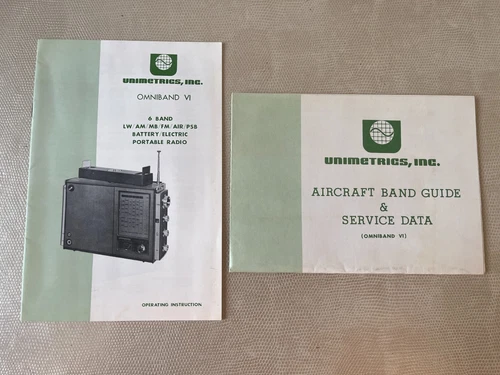 UNIMETRICS, INC.
OMNIBAND VI
6 BAND
LW/AM/MB/FM/AIR/PSB
BATTERY/ELECTRIC
PORTABLE RADIO
OPERATING INSTRUCTION
UNIMETRICS, INC.
AIRCRAFT BAND GUIDE
&
SERVICE DATA
(OMNIBAND VI)